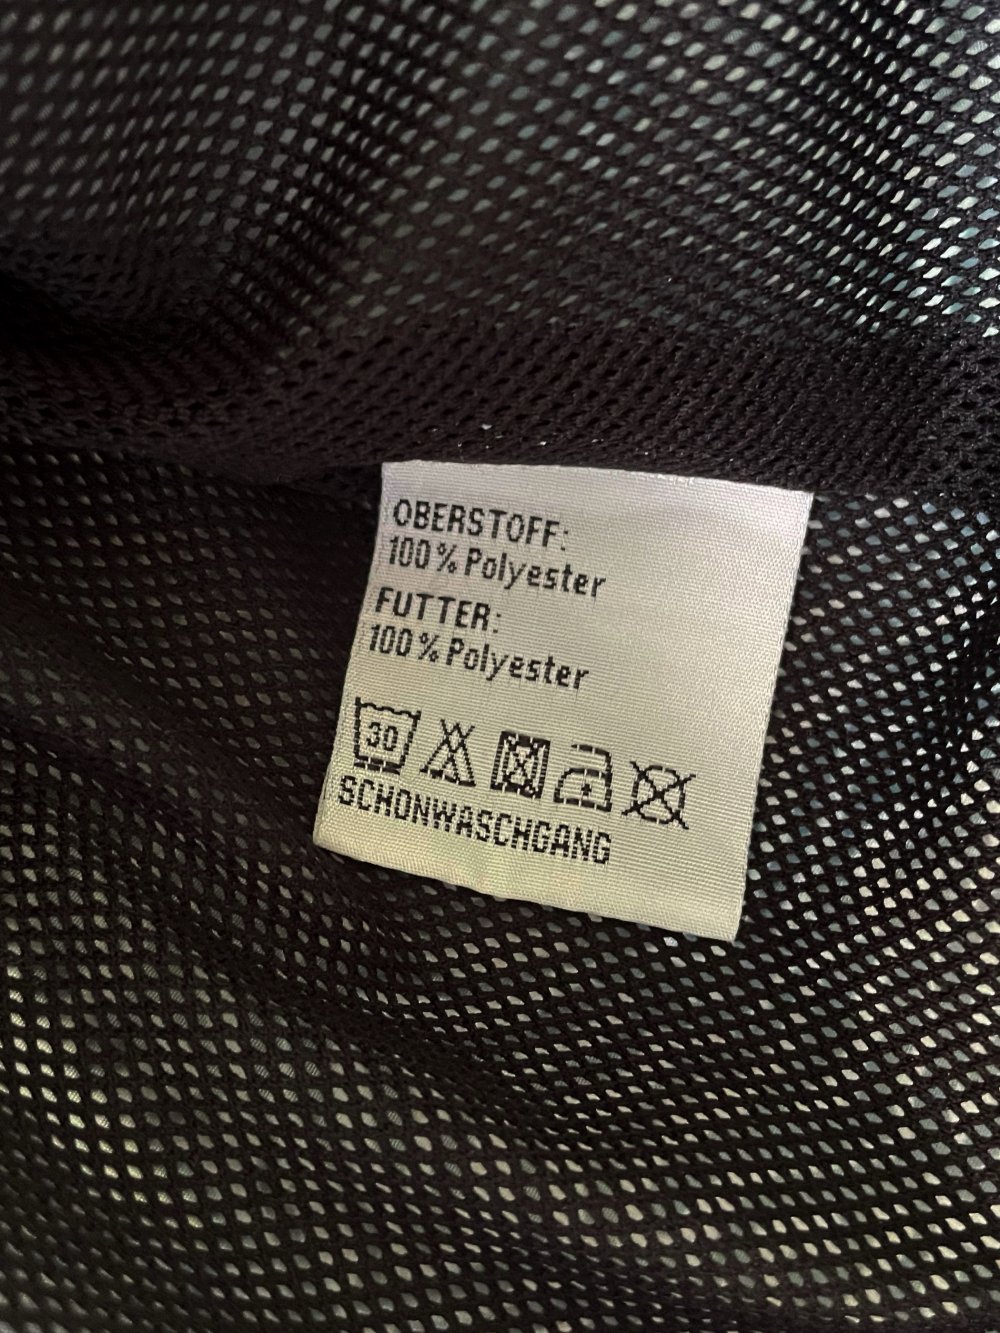 OBERSTOFF:
100% Polyester
FUTTER:
100% Polyester
30
SCHONWASCHGANG